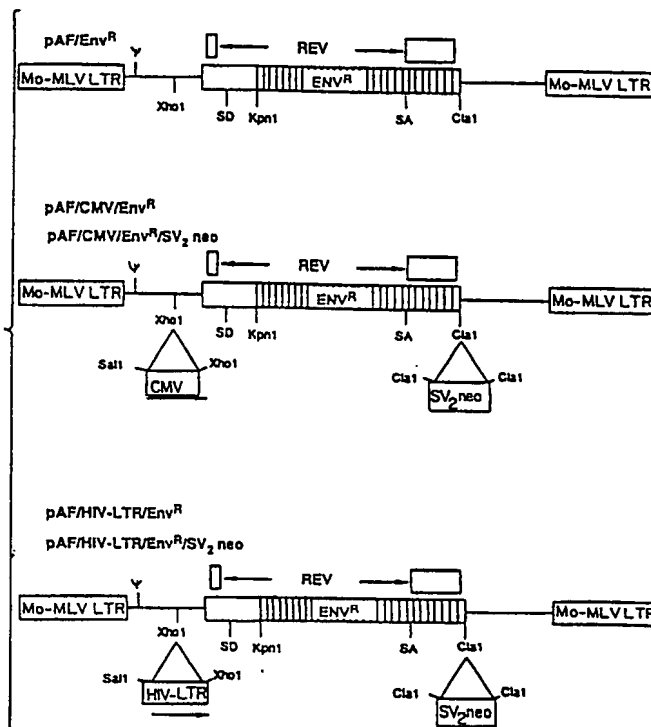 pAF/Env^R
Ψ
REV
Mo-MLV LTR
ENV^R
Mo-MLV LTR
Xho1
SD
Kpn1
SA
Cla1
pAF/CMV/Env^R
pAF/CMV/Env^R/SV₂ neo
Ψ
REV
Mo-MLV LTR
ENV^R
Mo-MLV LTR
Xho1
SD
Kpn1
SA
Cla1
Sal1
Xho1
CMV
Cla1
Cla1
SV₂neo
pAF/HIV-LTR/Env^R
pAF/HIV-LTR/Env^R/SV₂ neo
Ψ
REV
Mo-MLV LTR
ENV^R
Mo-MLV LTR
Xho1
SD
Kpn1
SA
Cla1
Sal1
Xho1
HIV-LTR
Cla1
Cla1
SV₂neo